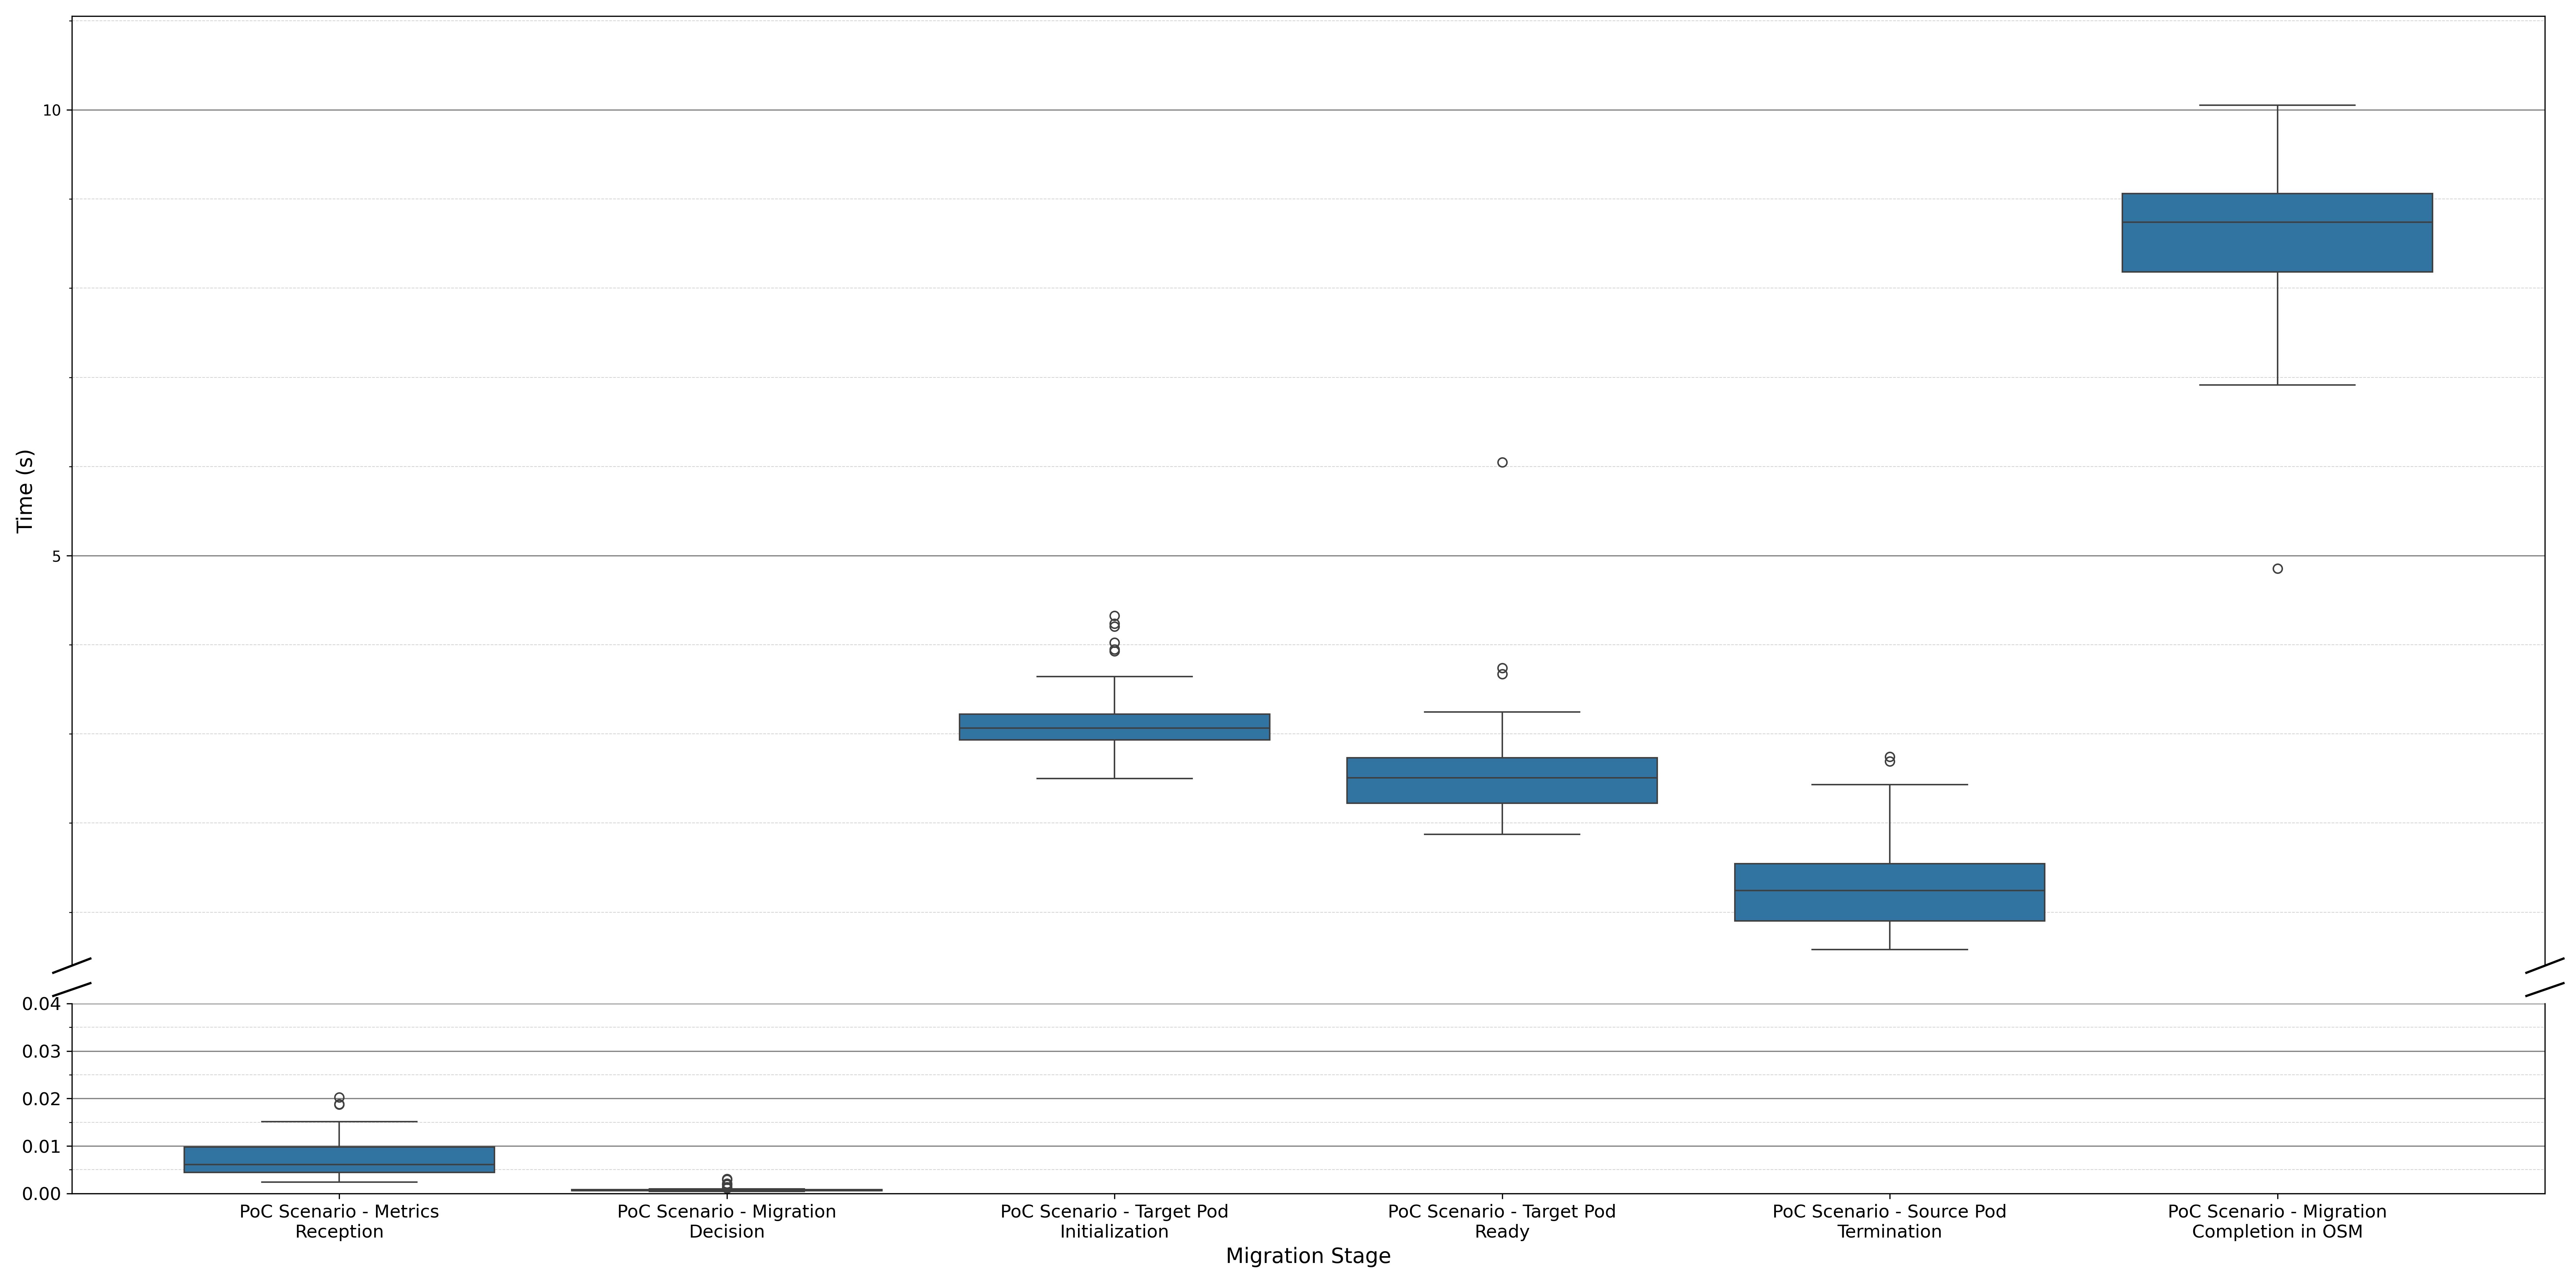 10
5
Time (s)
0.04
0.03
0.02
0.01
0.00
PoC Scenario - Metrics
Reception
PoC Scenario - Migration
Decision
PoC Scenario - Target Pod
Initialization
PoC Scenario - Target Pod
Ready
PoC Scenario - Source Pod
Termination
PoC Scenario - Migration
Completion in OSM
Migration Stage